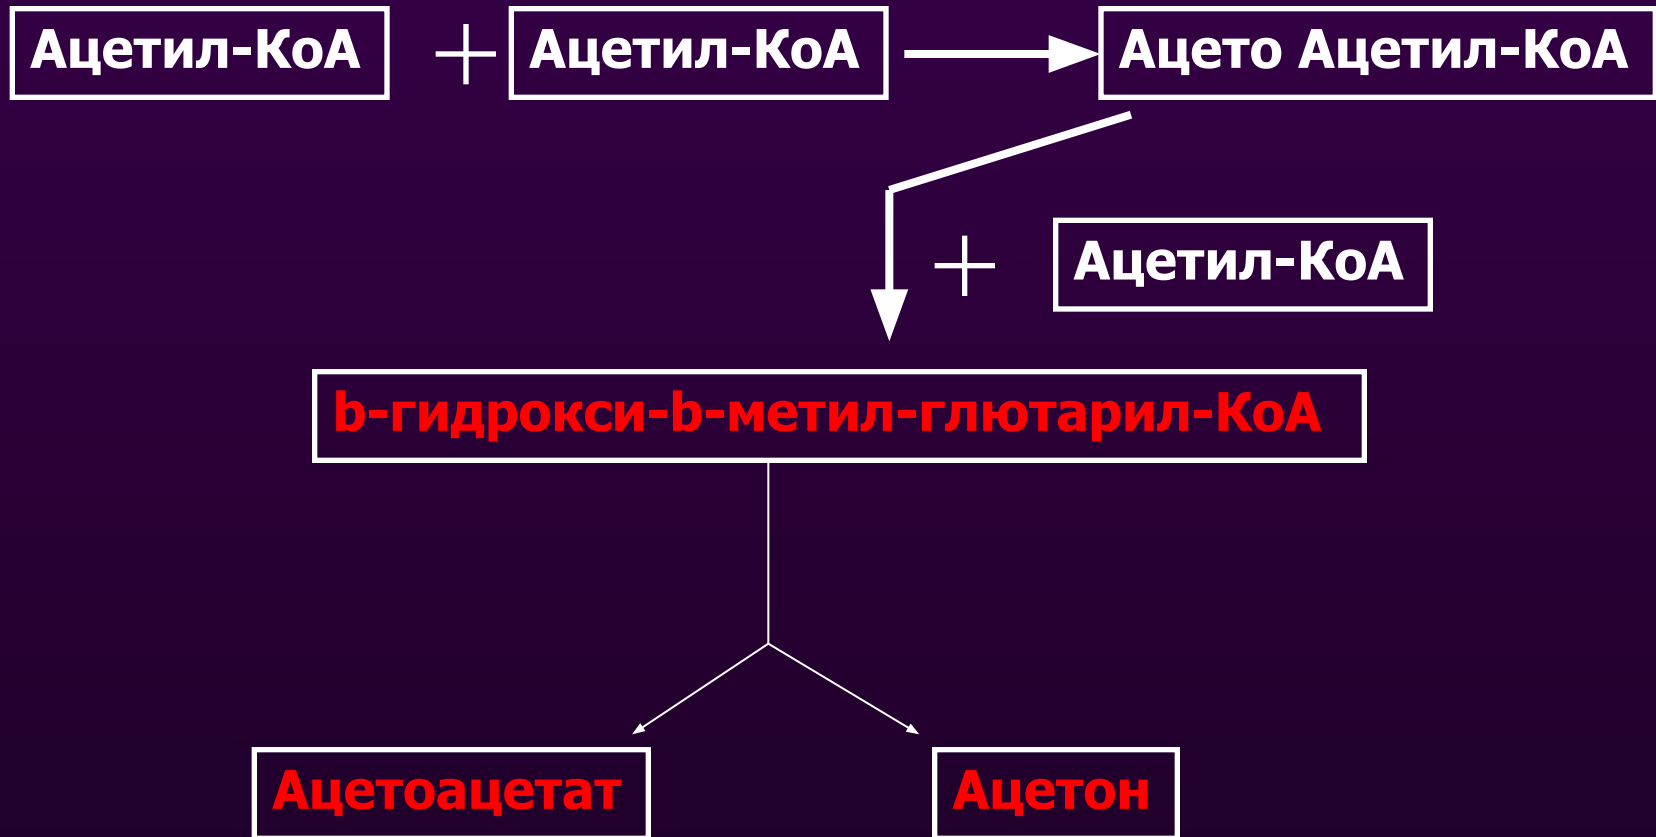 Ацетил-КоА + Ацетил-КоА Ацето Ацетил-КоА
+ Ацетил-КоА
b-гидрокси-b-метил-глютарил-КоА
Ацетоацетат Ацетон